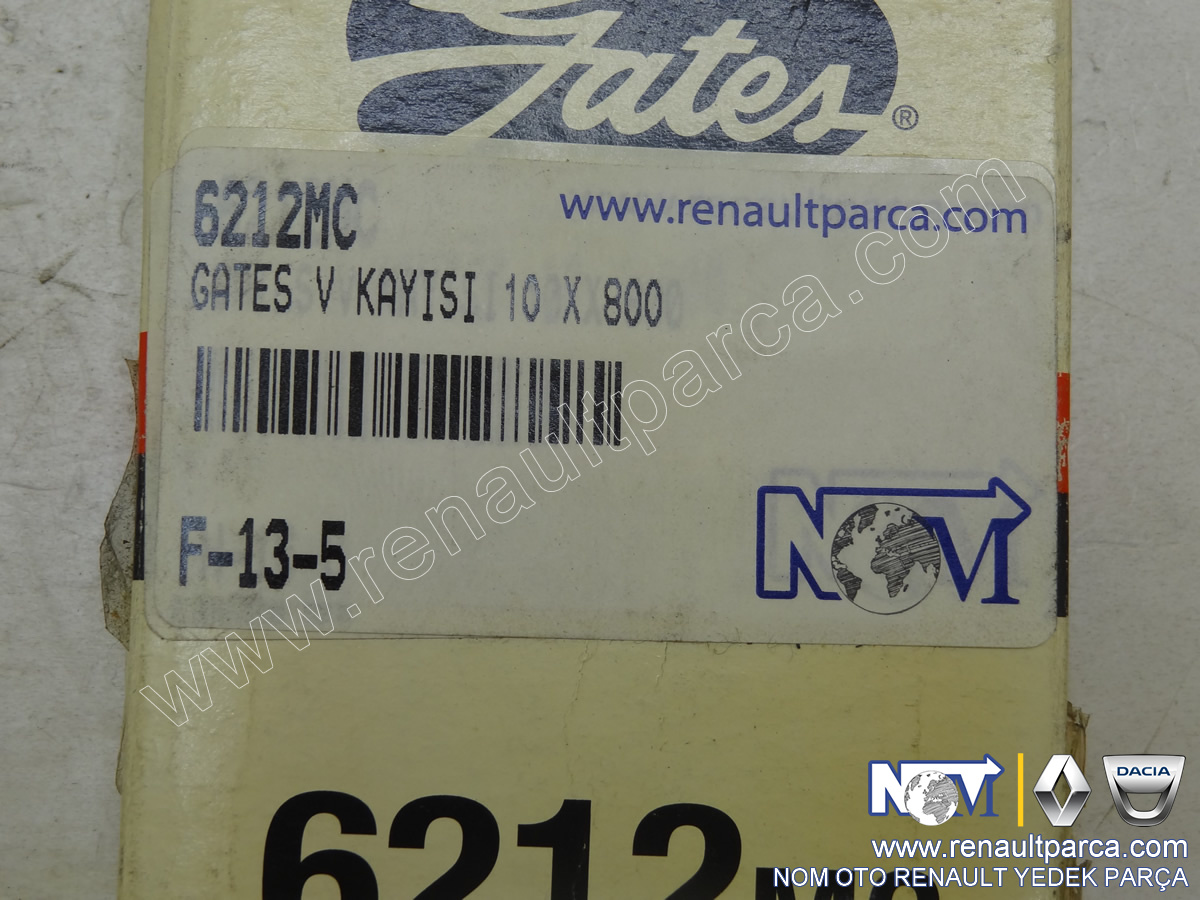 Gates®
6212MC
www.renaultparca.com
GATES V KAYISI 10 X 800
F-13-5
NOM
www.renaultparca.com
6212MC
NOM
DACIA
www.renaultparca.com
NOM OTO RENAULT YEDEK PARÇA